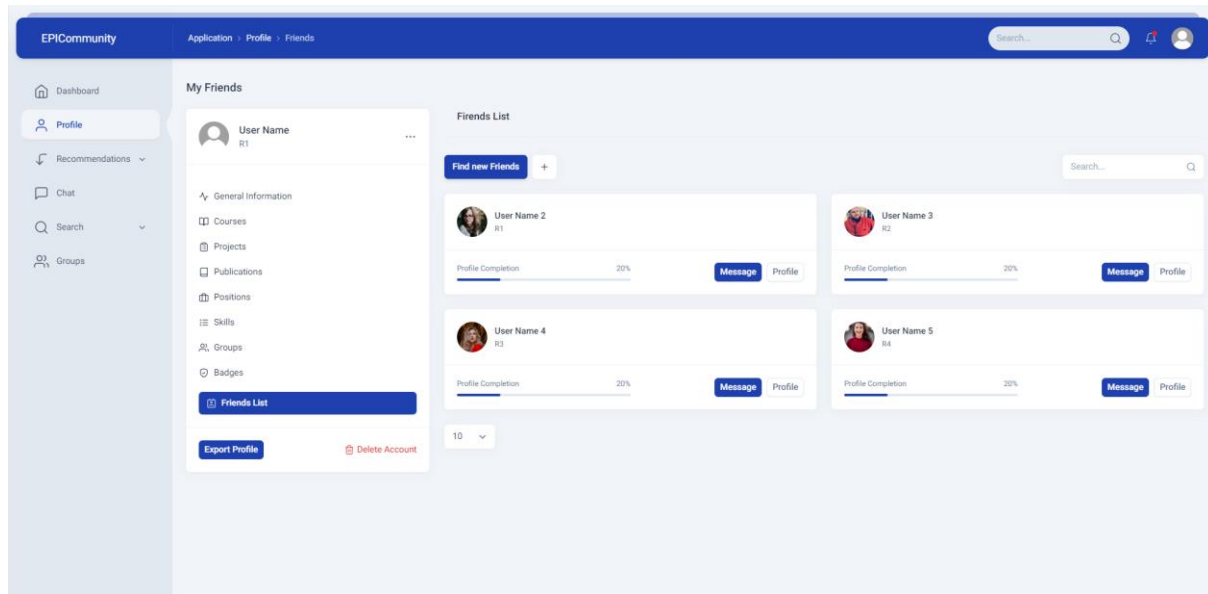 EPICommunity
Application > Profile > Friends
Search...
Dashboard
Profile
Recommendations
Chat
Search
Groups
My Friends
User Name
R1
...
General Information
Courses
Projects
Publications
Positions
Skills
Groups
Badges
Friends List
Export Profile
Delete Account
Firends List
Find new Friends +
Search...
User Name 2
R1
Profile Completion 20% Message Profile
User Name 3
R2
Profile Completion 20% Message Profile
User Name 4
R3
Profile Completion 20% Message Profile
User Name 5
R4
Profile Completion 20% Message Profile
10